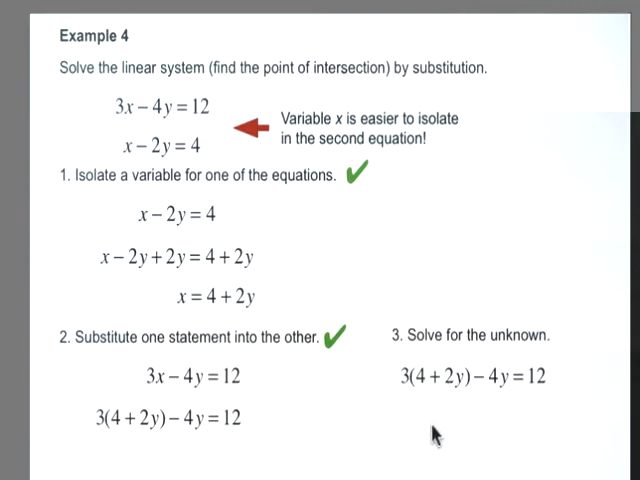 Example 4
Solve the linear system (find the point of intersection) by substitution.
3x – 4y = 12
x – 2y = 4
Variable x is easier to isolate
in the second equation!
1. Isolate a variable for one of the equations.
x – 2y = 4
x – 2y + 2y = 4 + 2y
x = 4 + 2y
2. Substitute one statement into the other.
3x – 4y = 12
3(4 + 2y) – 4y = 12
3. Solve for the unknown.
3(4 + 2y) – 4y = 12